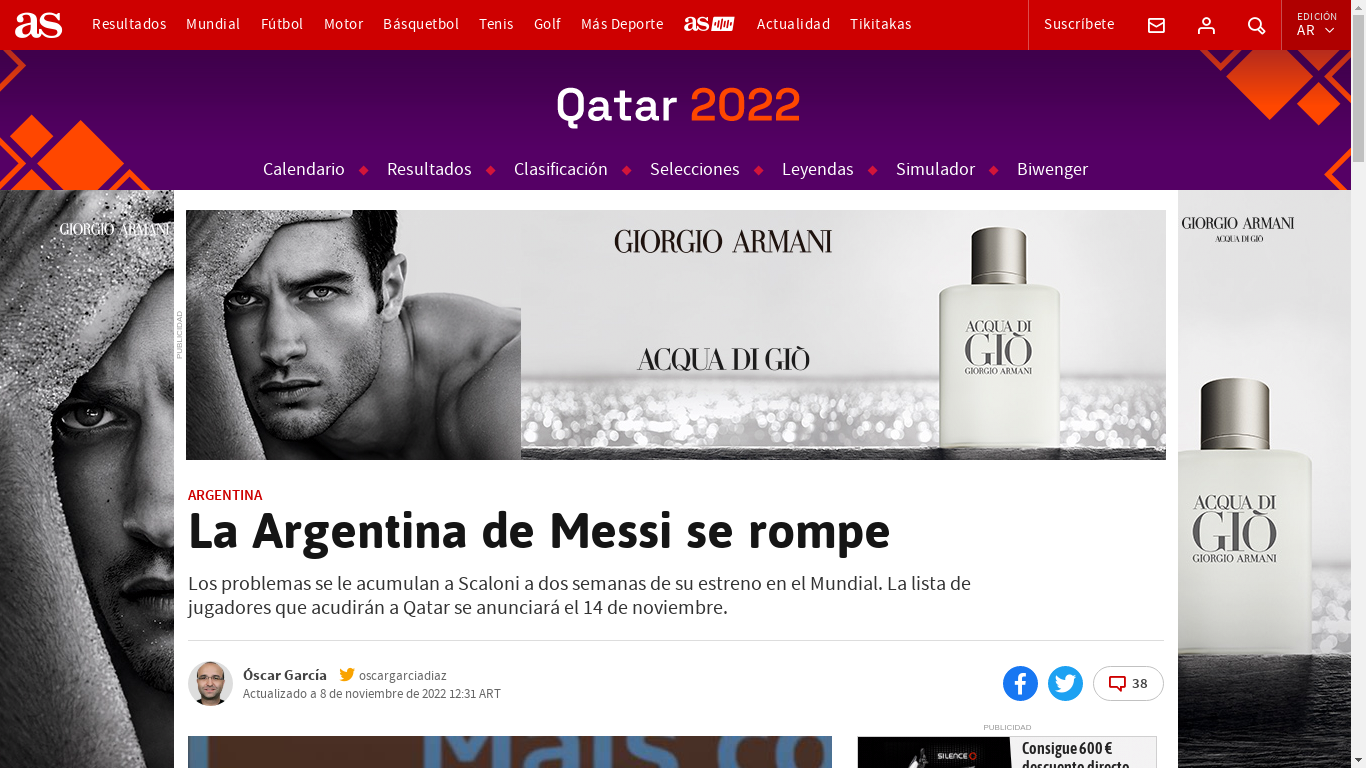 as Resultados Mundial Fútbol Motor Básquetbol Tenis Golf Más Deporte as Actualidad Tikitakas Suscríbete EDICIÓN AR
Qatar 2022
Calendario Resultados Clasificación Selecciones Leyendas Simulador Biwenger
GIORGIO ARMANI
GIORGIO ARMANI
ACQUA DI GIÒ
GIORGIO ARMANI
ACQUA DI GIÒ
ACQUA DI
GIÒ
GIORGIO ARMANI
PUBLICIDAD
ACQUA DI
GIÒ
GIORGIO ARMANI
ARGENTINA
La Argentina de Messi se rompe
Los problemas se le acumulan a Scaloni a dos semanas de su estreno en el Mundial. La lista de
jugadores que acudirán a Qatar se anunciará el 14 de noviembre.
Óscar García oscargarciadiaz
Actualizado a 8 de noviembre de 2022 12:31 ART
38
PUBLICIDAD
Mais co
SILENCE
Consigue 600 €
descuento directo